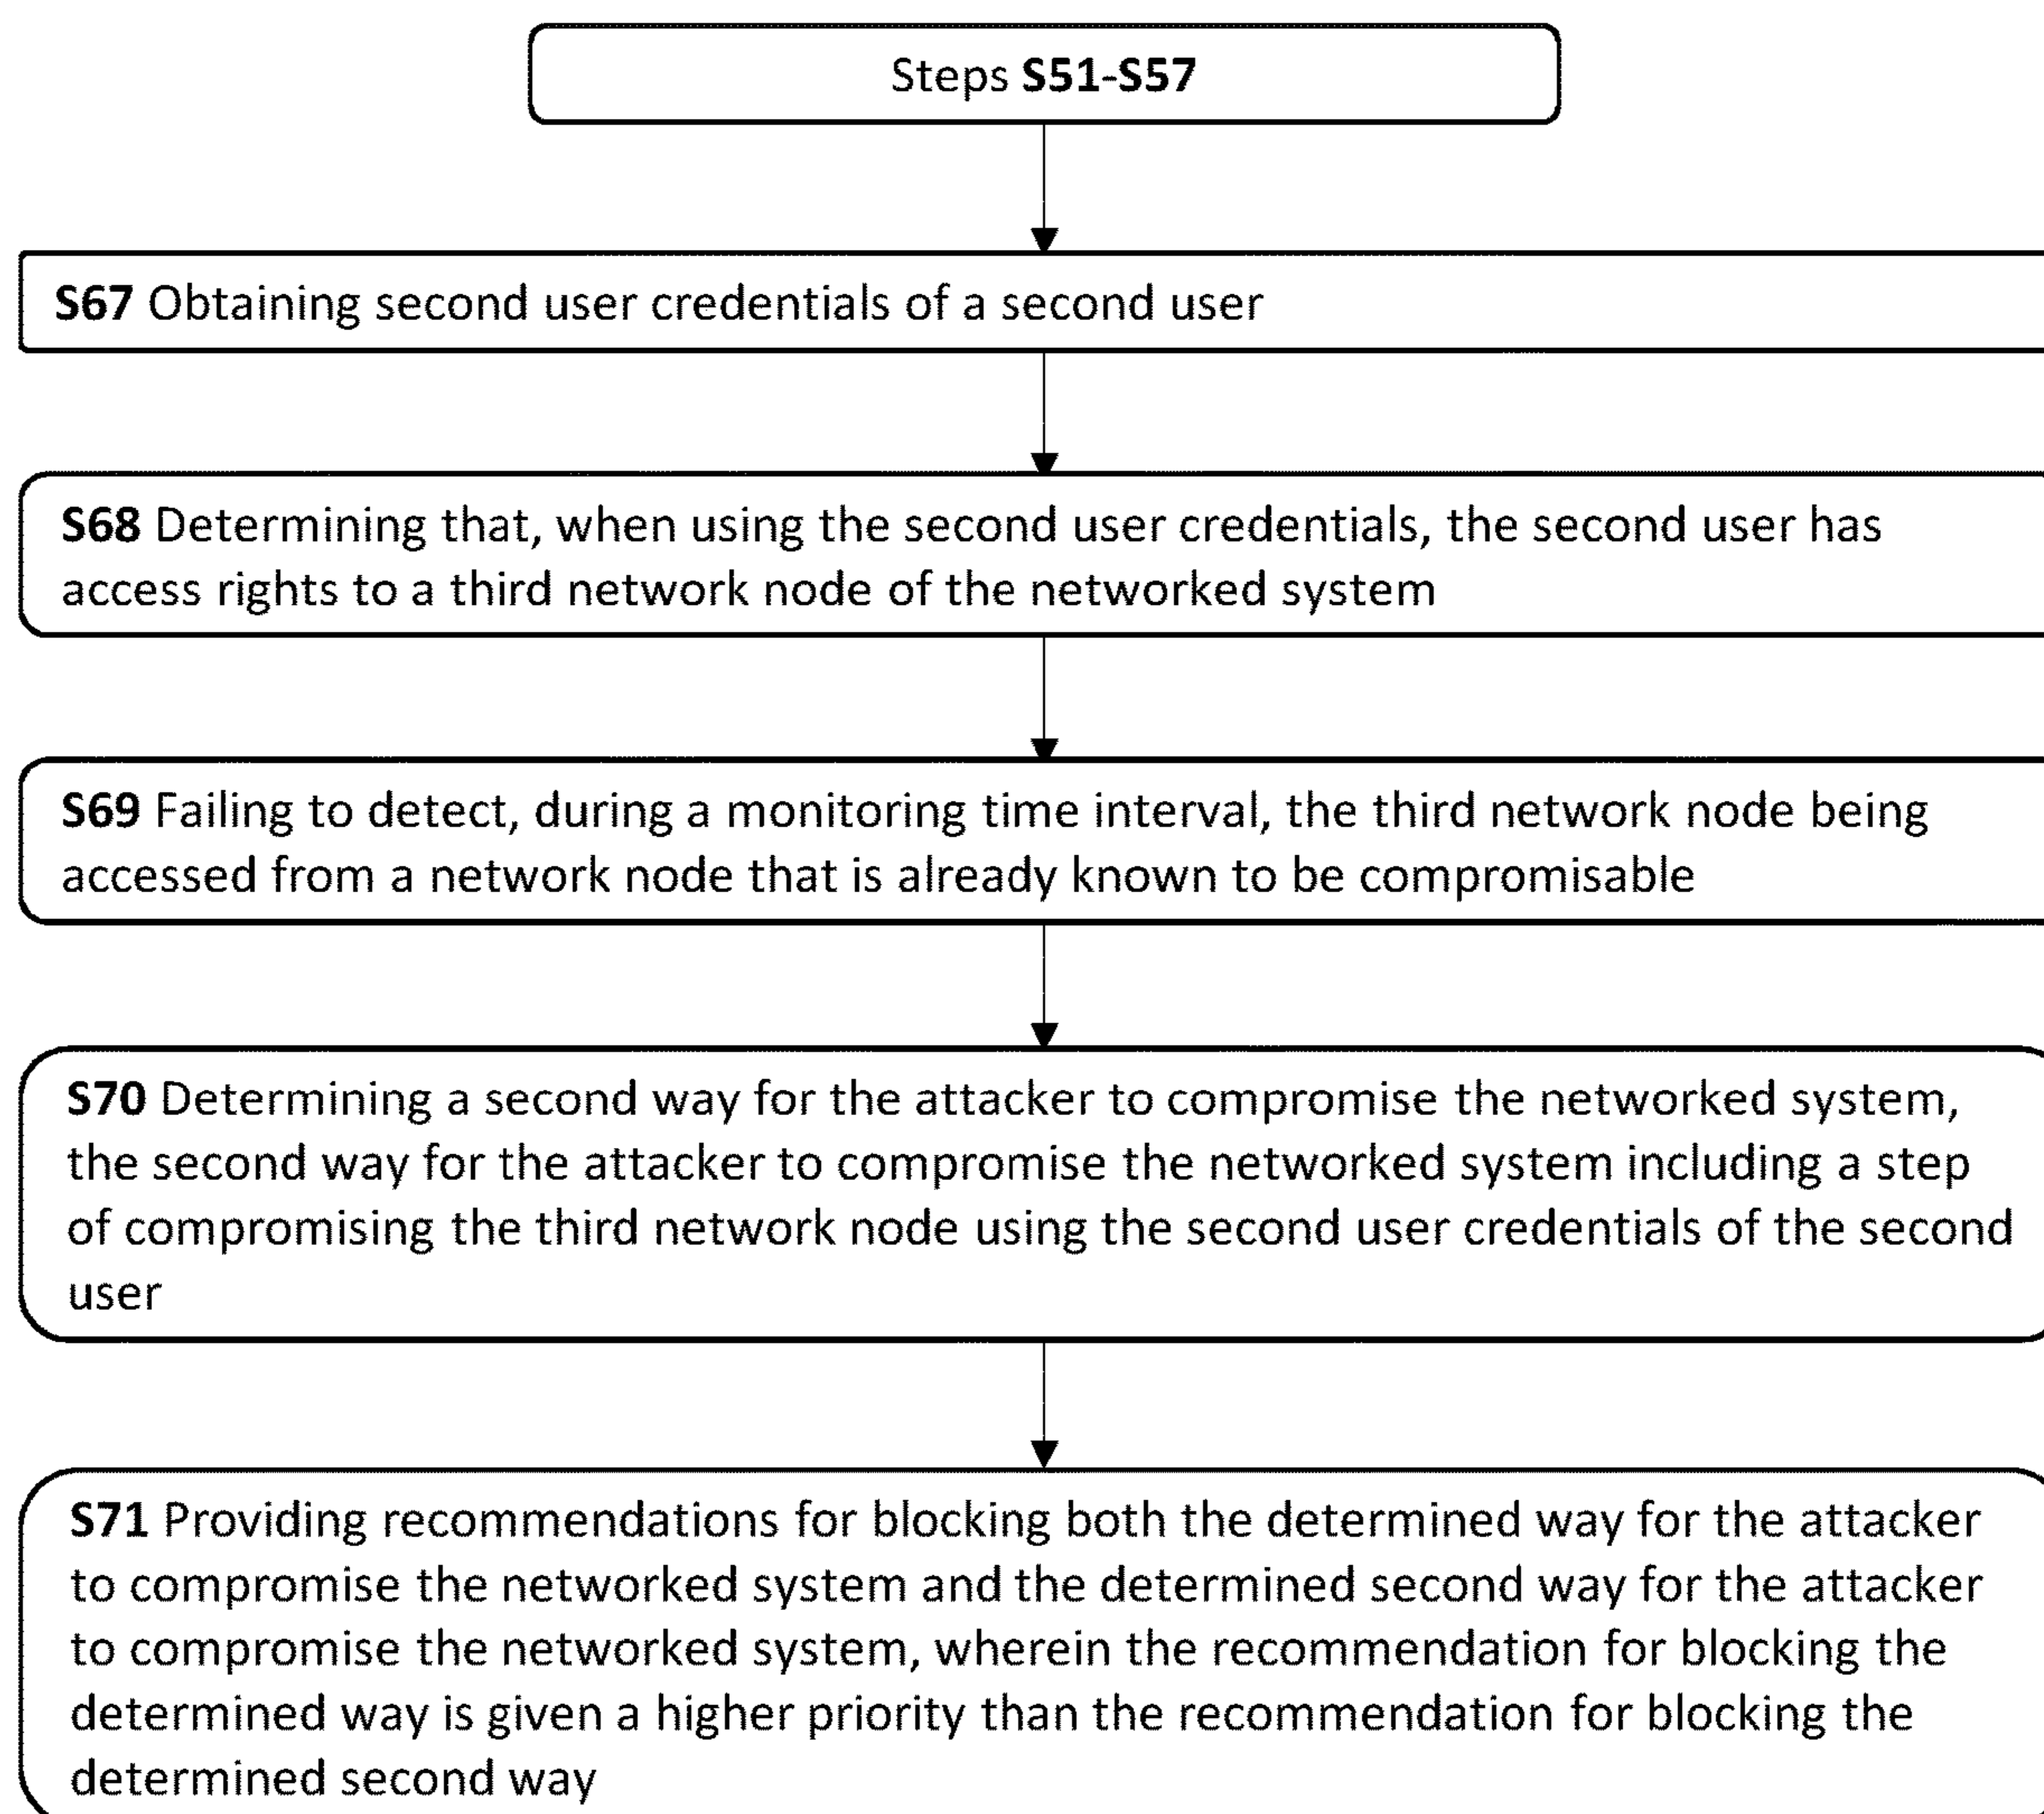 Steps S51-S57
S67 Obtaining second user credentials of a second user
S68 Determining that, when using the second user credentials, the second user has
access rights to a third network node of the networked system
S69 Failing to detect, during a monitoring time interval, the third network node being
accessed from a network node that is already known to be compromisable
S70 Determining a second way for the attacker to compromise the networked system,
the second way for the attacker to compromise the networked system including a step
of compromising the third network node using the second user credentials of the second
user
S71 Providing recommendations for blocking both the determined way for the attacker
to compromise the networked system and the determined second way for the attacker
to compromise the networked system, wherein the recommendation for blocking the
determined way is given a higher priority than the recommendation for blocking the
determined second way